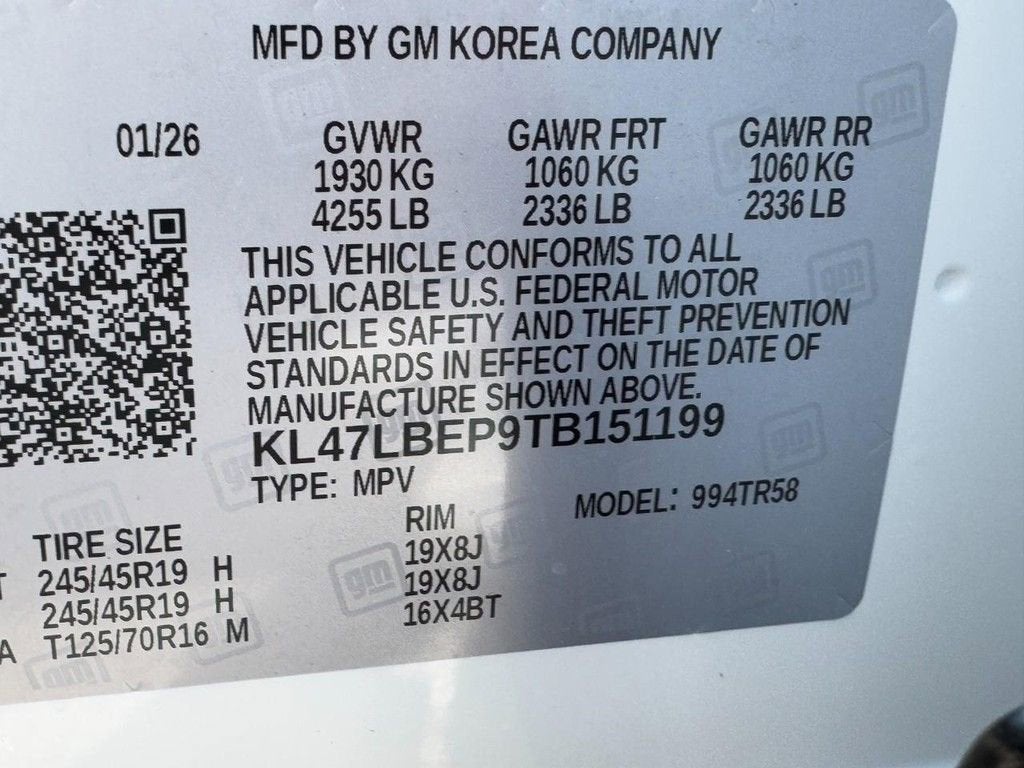 MFD BY GM KOREA COMPANY
01/26 GVWR GAWR FRT GAWR RR
1930 KG 1060 KG 1060 KG
4255 LB 2336 LB 2336 LB
THIS VEHICLE CONFORMS TO ALL
APPLICABLE U.S. FEDERAL MOTOR
VEHICLE SAFETY AND THEFT PREVENTION
STANDARDS IN EFFECT ON THE DATE OF
MANUFACTURE SHOWN ABOVE.
KL47LBEP9TB151199
TYPE: MPV MODEL: 994TR58
TIRE SIZE RIM
245/45R19 H 19X8J
245/45R19 H 19X8J
T125/70R16 M 16X4BT